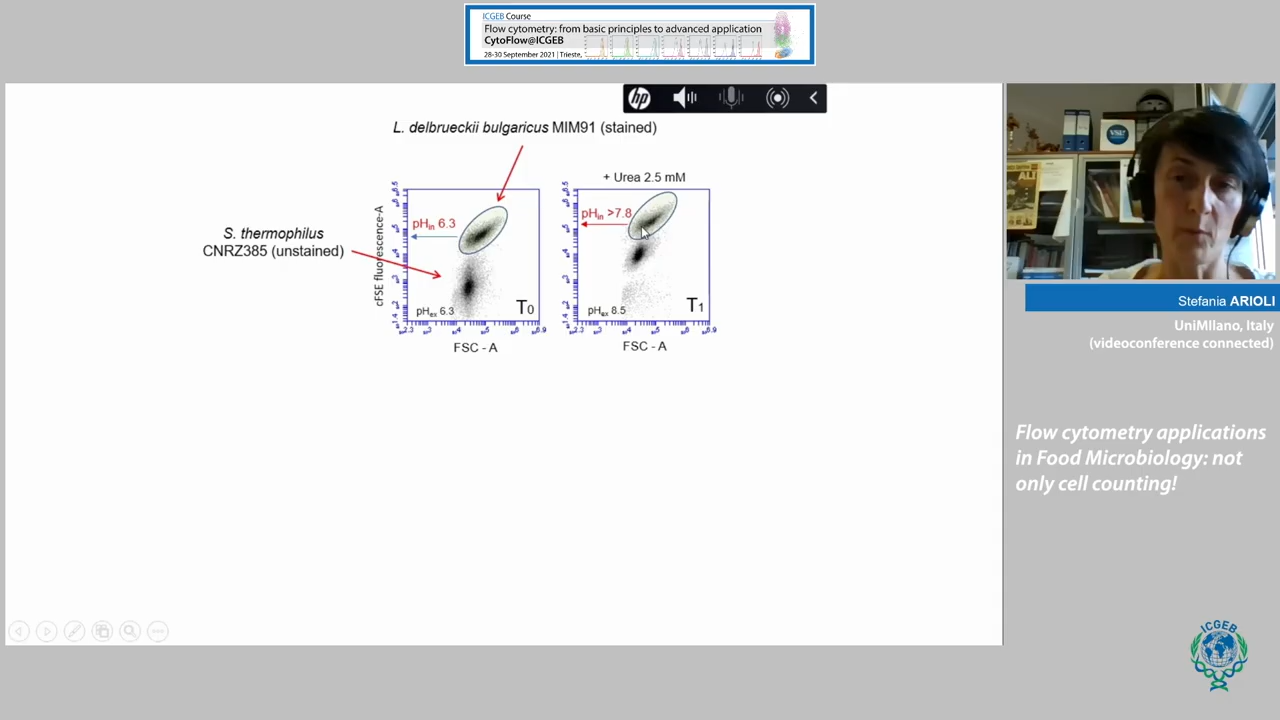 ICGEB Course
Flow cytometry: from basic principles to advanced application
CytoFlow@ICGEB
28-30 September 2021 | Trieste,
hp
L. delbrueckii bulgaricus MIM91 (stained)
+ Urea 2.5 mM
S. thermophilus
CNRZ385 (unstained)
cFSE fluorescence-A
pHin 6.3
pHex 6.3
T0
FSC - A
pHin >7.8
pHex 8.5
T1
FSC - A
Stefania ARIOLI
UniMIlano, Italy
(videoconference connected)
Flow cytometry applications
in Food Microbiology: not
only cell counting!
ICGEB